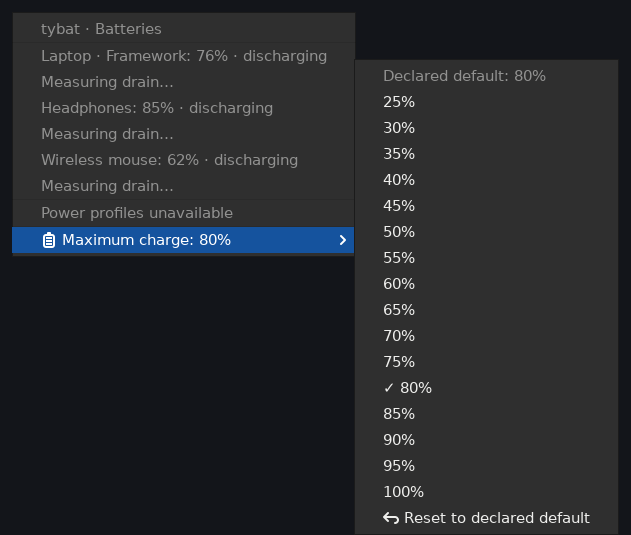 tybat · Batteries
Laptop · Framework: 76% · discharging
Measuring drain...
Headphones: 85% · discharging
Measuring drain...
Wireless mouse: 62% · discharging
Measuring drain...
Power profiles unavailable
Maximum charge: 80%
Declared default: 80%
25%
30%
35%
40%
45%
50%
55%
60%
65%
70%
75%
✓ 80%
85%
90%
95%
100%
Reset to declared default